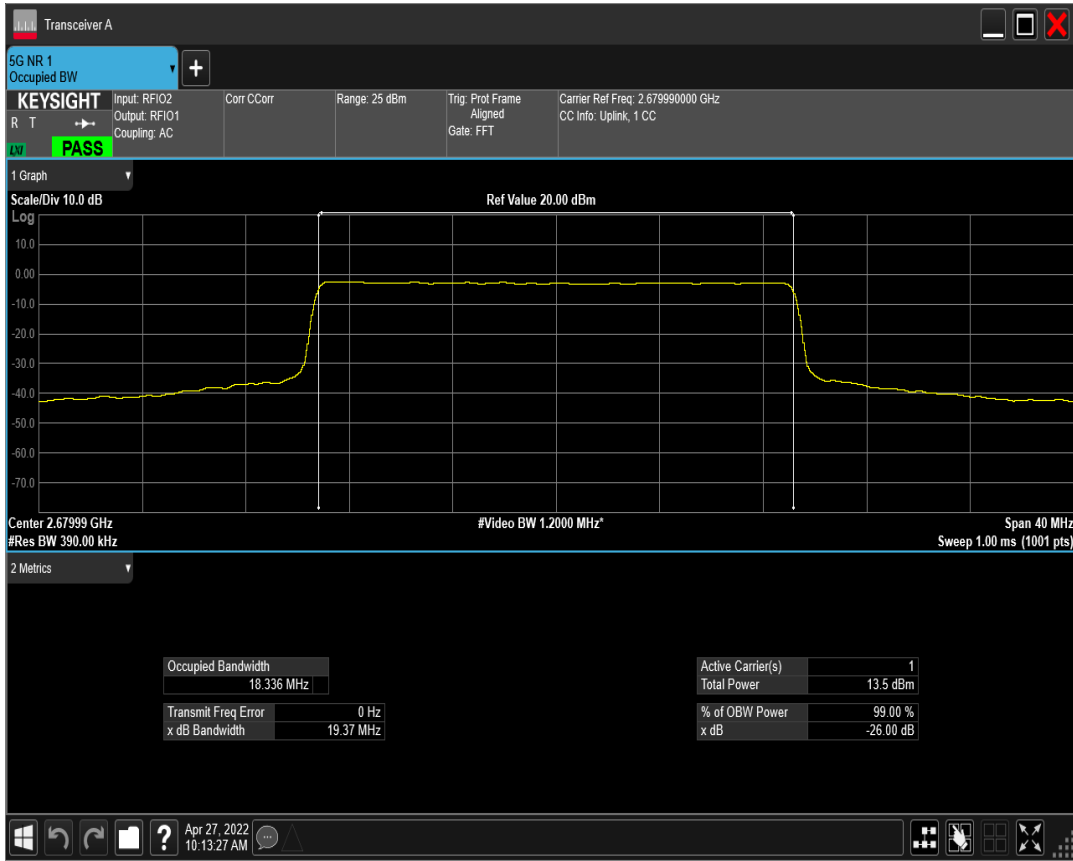 Transceiver A
5G NR 1
Occupied BW
KEYSIGHT
R T
LXI
PASS
Input: RFIO2
Output: RFIO1
Coupling: AC
Corr CCorr
Range: 25 dBm
Trig: Prot Frame
Aligned
Gate: FFT
Carrier Ref Freq: 2.679990000 GHz
CC Info: Uplink, 1 CC
1 Graph
Scale/Div 10.0 dB
Ref Value 20.00 dBm
Log
10.0
0.00
-10.0
-20.0
-30.0
-40.0
-50.0
-60.0
-70.0
Center 2.67999 GHz
#Video BW 1.2000 MHz*
Span 40 MHz
#Res BW 390.00 kHz
Sweep 1.00 ms (1001 pts)
2 Metrics
Occupied Bandwidth
18.336 MHz
Transmit Freq Error 0 Hz
x dB Bandwidth 19.37 MHz
Active Carrier(s) 1
Total Power 13.5 dBm
% of OBW Power 99.00 %
x dB -26.00 dB
?
Apr 27, 2022
10:13:27 AM